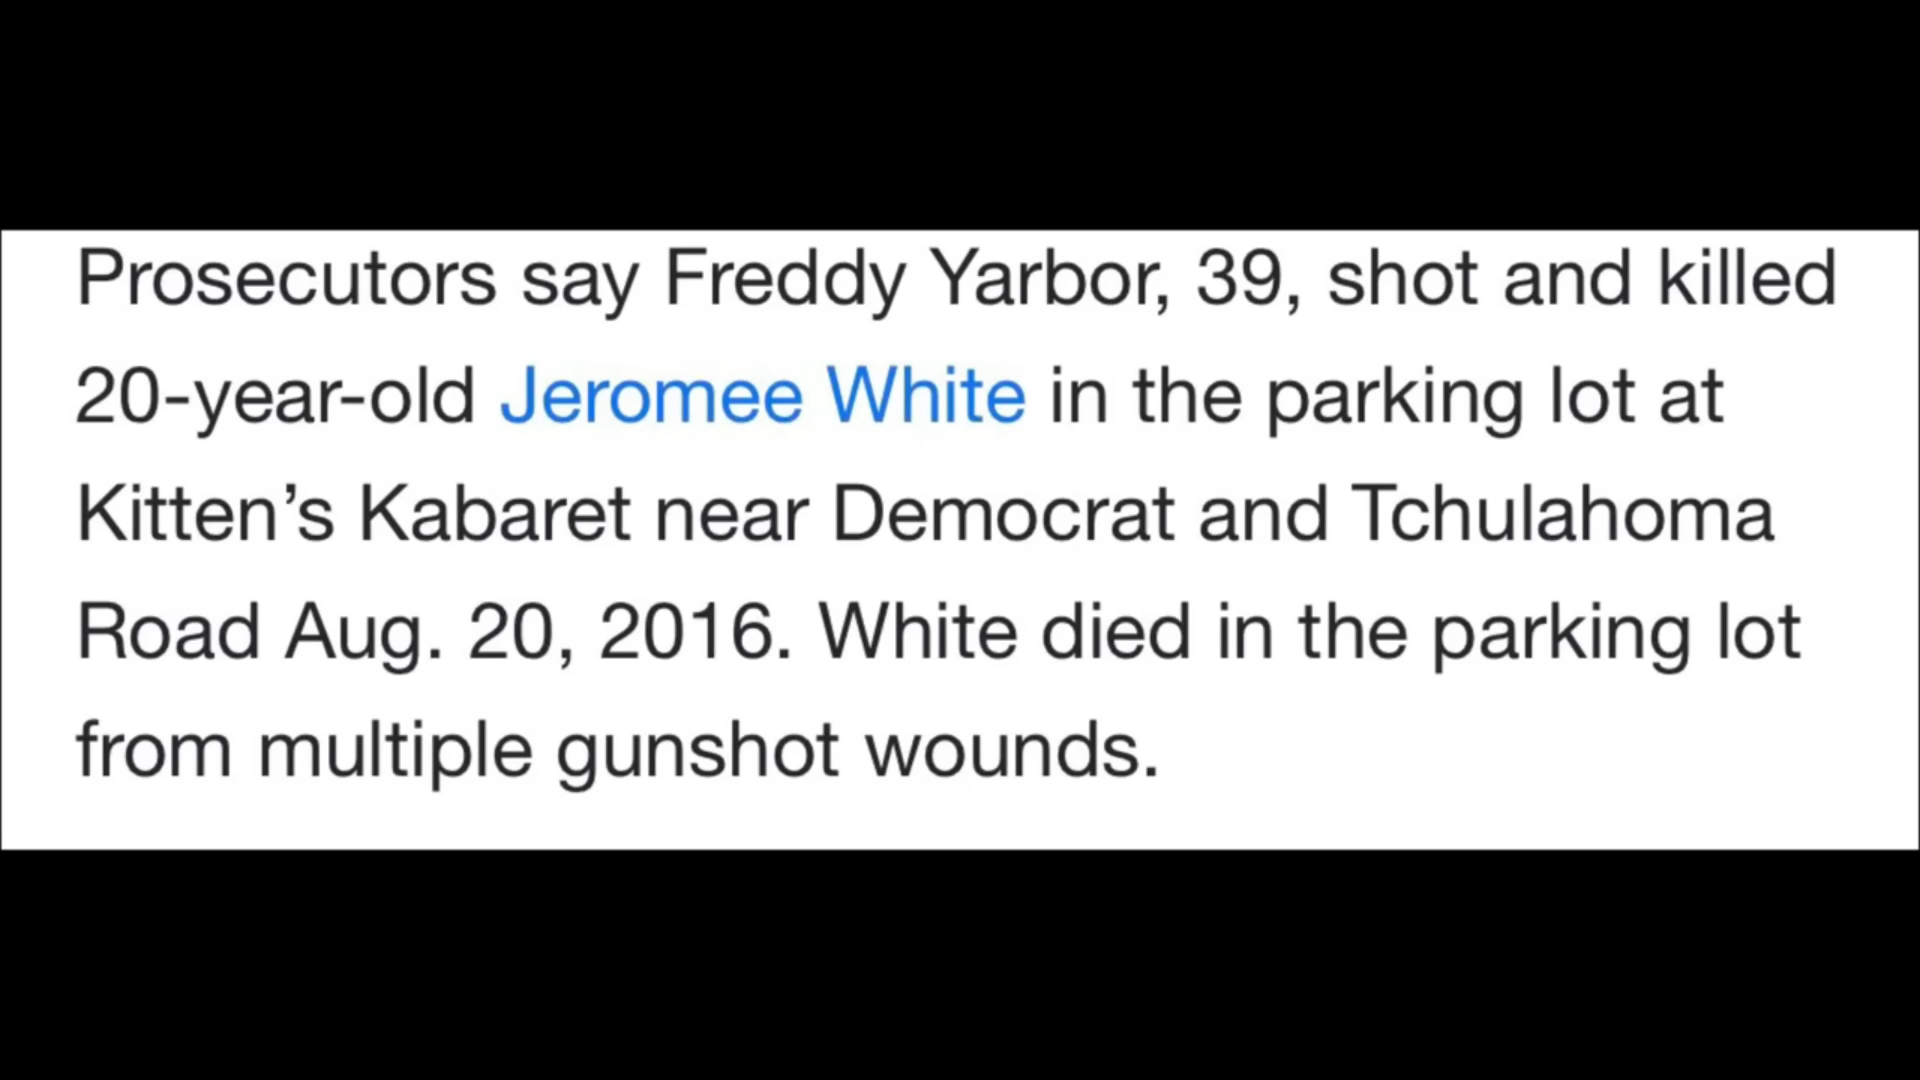 Prosecutors say Freddy Yarbor, 39, shot and killed
20-year-old Jeromee White in the parking lot at
Kitten’s Kabaret near Democrat and Tchulahoma
Road Aug. 20, 2016. White died in the parking lot
from multiple gunshot wounds.